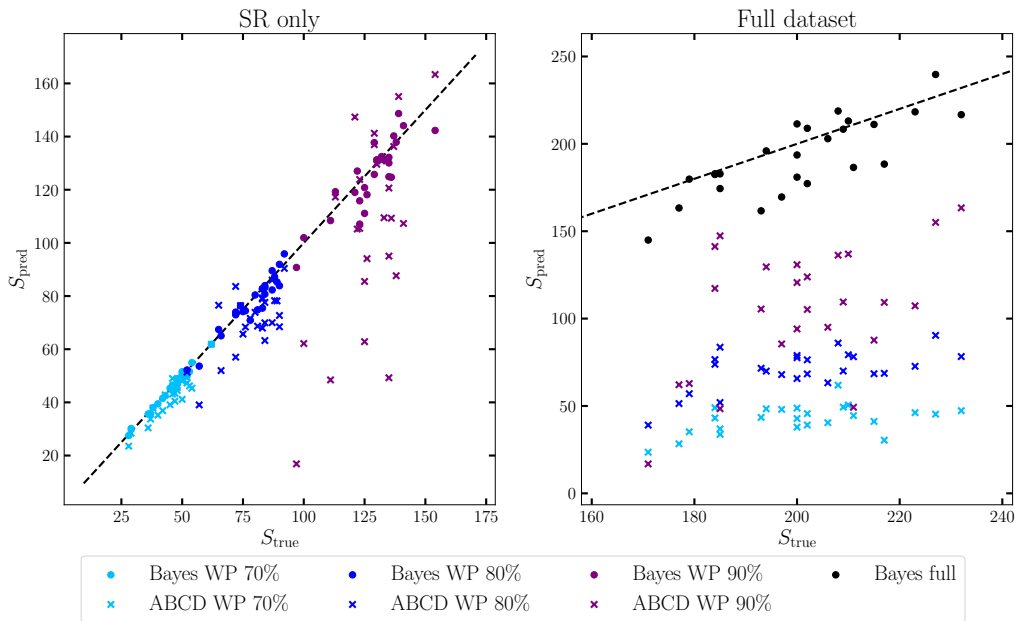 SR only
Full dataset
160
140
120
100
80
60
40
20
S_pred
25 50 75 100 125 150 175
S_true
250
200
150
100
50
0
S_pred
160 180 200 220 240
S_true
Bayes WP 70%
Bayes WP 80%
Bayes WP 90%
Bayes full
ABCD WP 70%
ABCD WP 80%
ABCD WP 90%